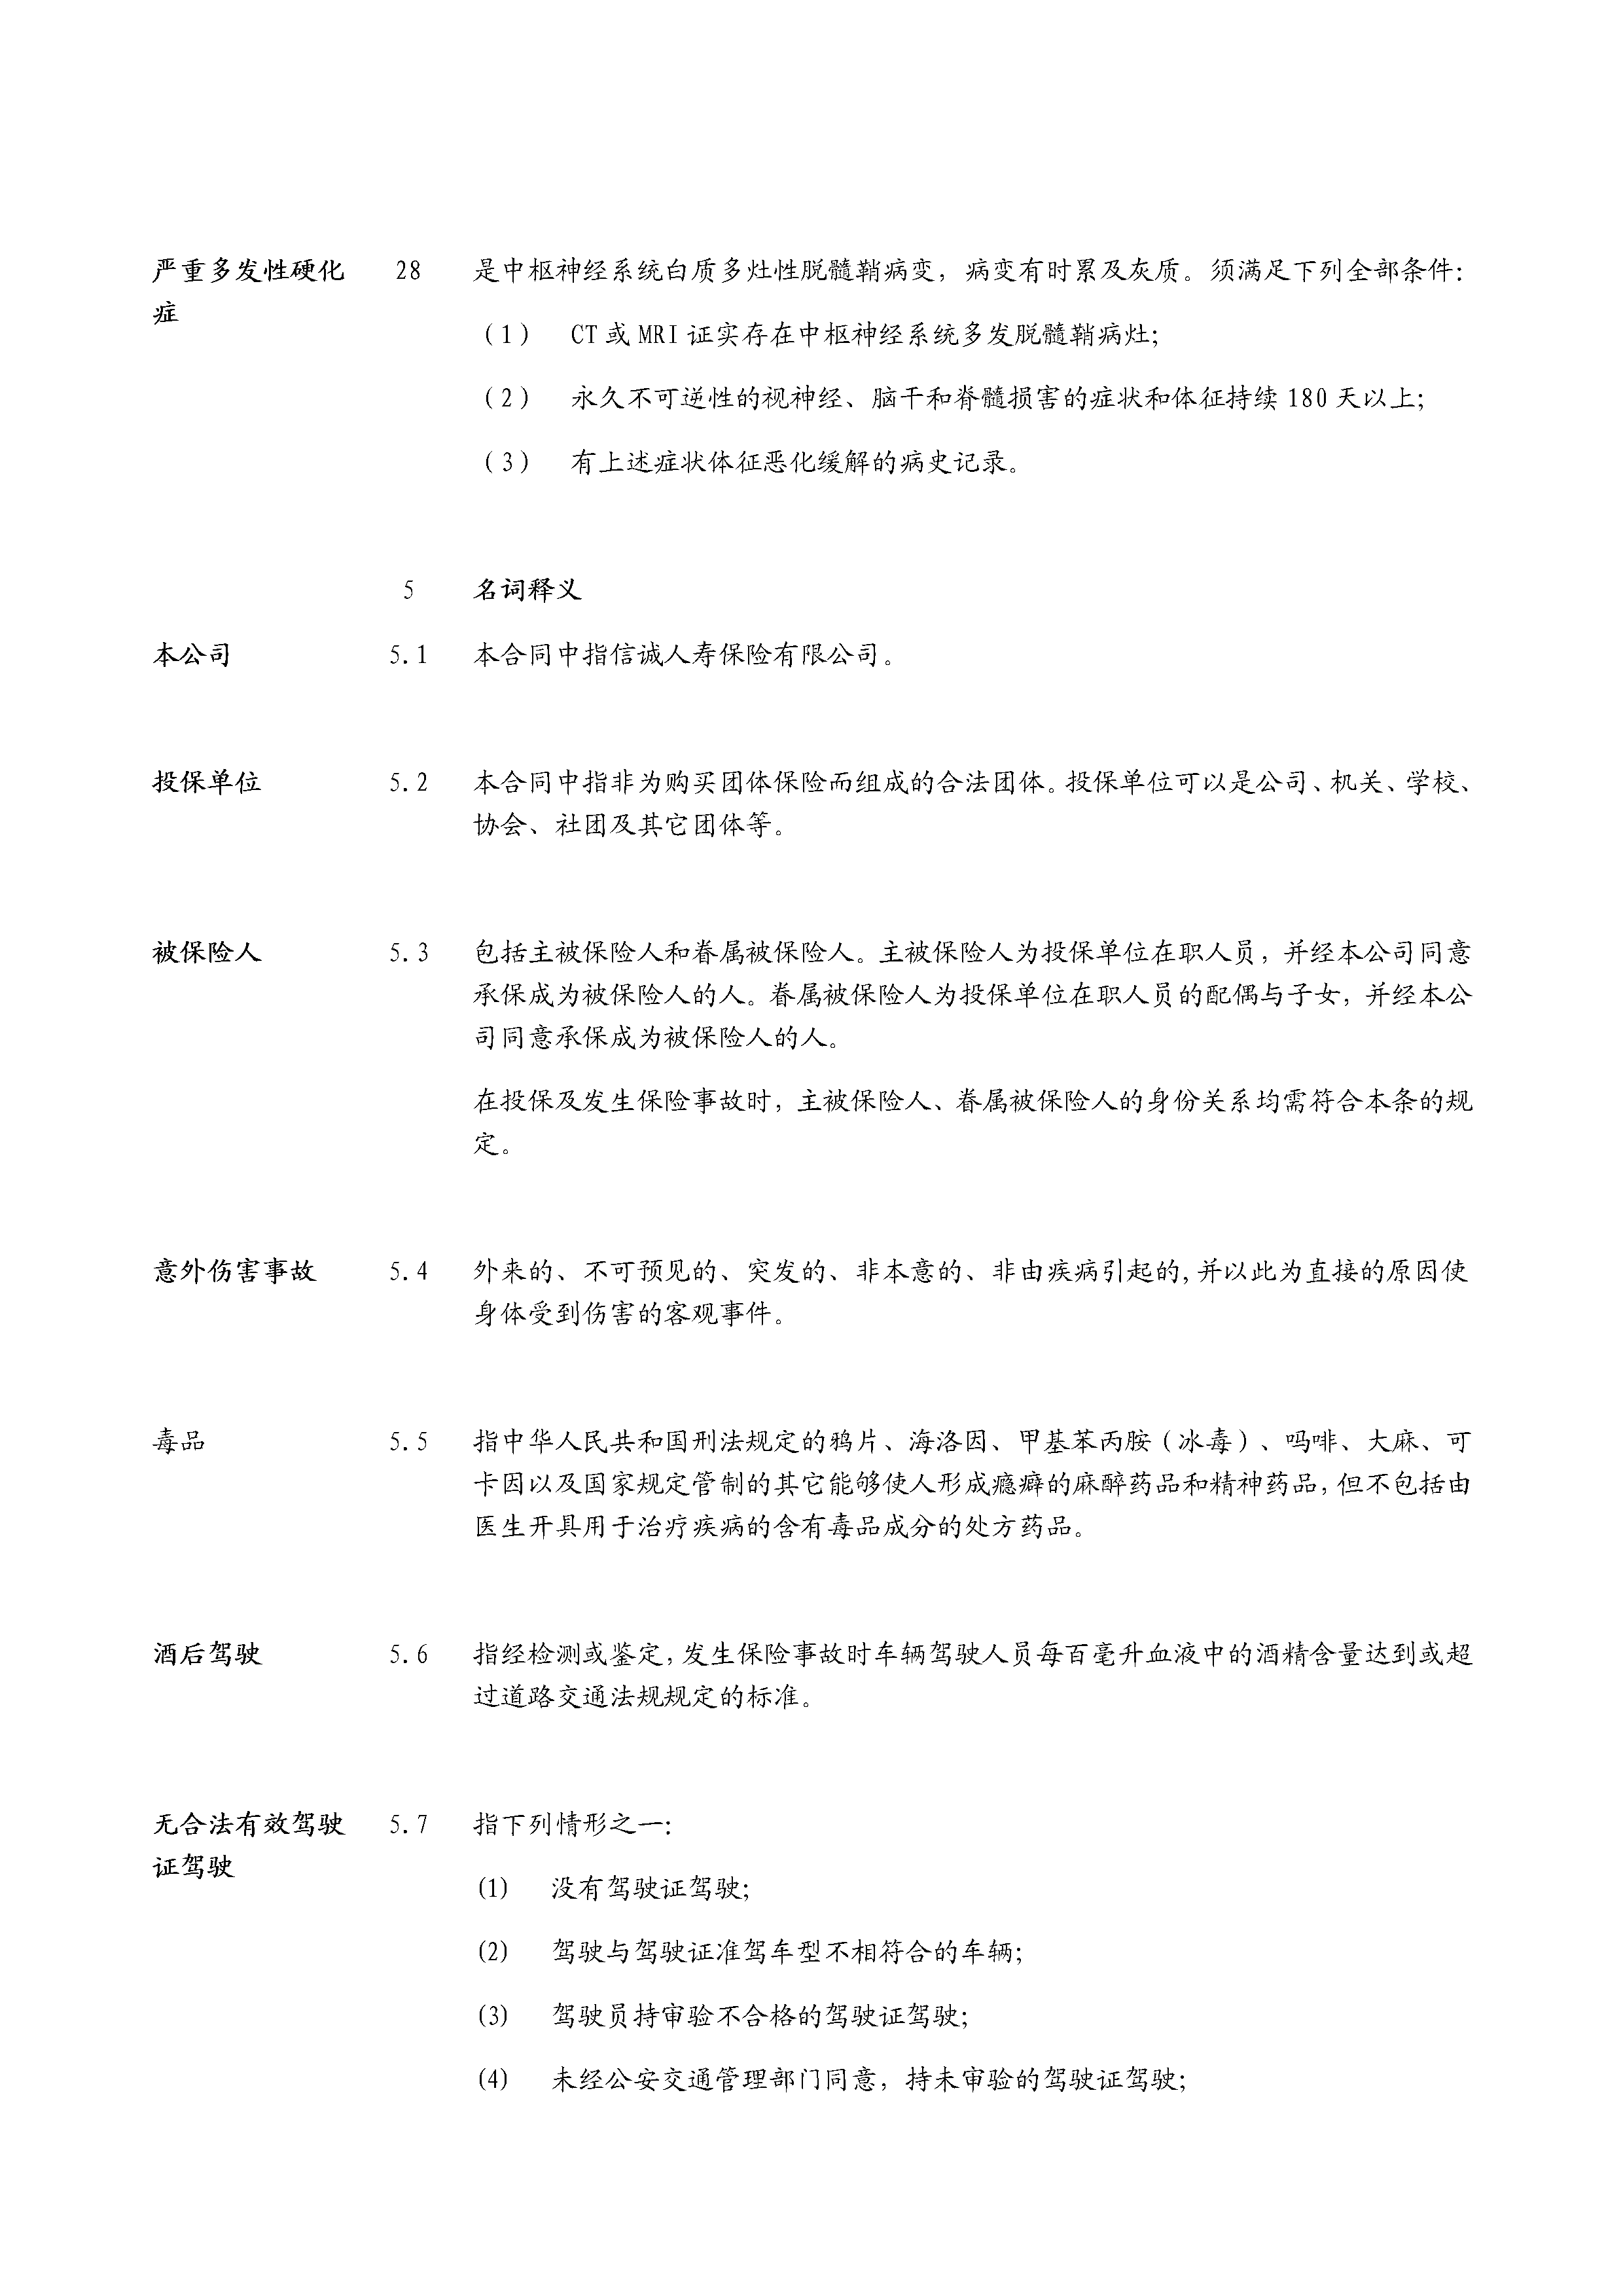 严重多发性硬化 28 是中枢神经系统白质多灶性脱髓鞘病变，病变有时累及灰质。须满足下列全部条件：
症
（1） CT 或 MRI 证实存在中枢神经系统多发脱髓鞘病灶；
（2） 永久不可逆性的视神经、脑干和脊髓损害的症状和体征持续 180 天以上；
（3） 有上述症状体征恶化缓解的病史记录。
5 名词释义
本公司 5.1 本合同中指信诚人寿保险有限公司。
投保单位 5.2 本合同中指非为购买团体保险而组成的合法团体。投保单位可以是公司、机关、学校、
协会、社团及其它团体等。
被保险人 5.3 包括主被保险人和眷属被保险人。主被保险人为投保单位在职人员，并经本公司同意
承保成为被保险人的人。眷属被保险人为投保单位在职人员的配偶与子女，并经本公
司同意承保成为被保险人的人。
在投保及发生保险事故时，主被保险人、眷属被保险人的身份关系均需符合本条的规
定。
意外伤害事故 5.4 外来的、不可预见的、突发的、非本意的、非由疾病引起的,并以此为直接的原因使
身体受到伤害的客观事件。
毒品 5.5 指中华人民共和国刑法规定的鸦片、海洛因、甲基苯丙胺（冰毒）、吗啡、大麻、可
卡因以及国家规定管制的其它能够使人形成瘾癖的麻醉药品和精神药品,但不包括由
医生开具用于治疗疾病的含有毒品成分的处方药品。
酒后驾驶 5.6 指经检测或鉴定,发生保险事故时车辆驾驶人员每百毫升血液中的酒精含量达到或超
过道路交通法规规定的标准。
无合法有效驾驶 5.7 指下列情形之一：
证驾驶
(1) 没有驾驶证驾驶；
(2) 驾驶与驾驶证准驾车型不相符合的车辆；
(3) 驾驶员持审验不合格的驾驶证驾驶；
(4) 未经公安交通管理部门同意，持未审验的驾驶证驾驶；